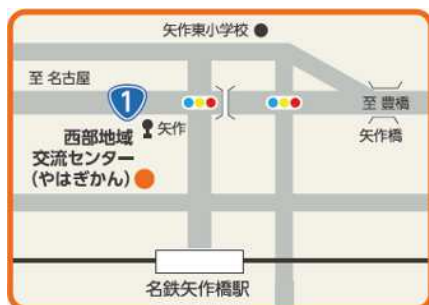 矢作東小学校
至 名古屋
1
至 豊橋
矢作
矢作橋
西部地域
交流センター
(やはぎかん)
名鉄矢作橋駅